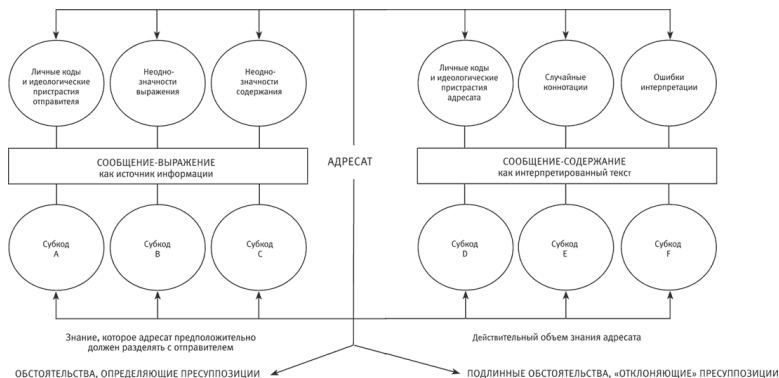 Личные коды
и идеологические
пристрастия
отправителя
Неодно-
значности
выражения
Неодно-
значности
содержания
Личные коды
и идеологические
пристрастия
адресата
Случайные
коннотации
Ошибки
интерпретации
СООБЩЕНИЕ-ВЫРАЖЕНИЕ
как источник информации
АДРЕСАТ
СООБЩЕНИЕ-СОДЕРЖАНИЕ
как интерпретированный текст
Субкод
A
Субкод
B
Субкод
C
Субкод
D
Субкод
E
Субкод
F
Знание, которое адресат предположительно
должен разделять с отправителем
Действительный объем знания адресата
ОБСТОЯТЕЛЬСТВА, ОПРЕДЕЛЯЮЩИЕ ПРЕСУППОЗИЦИИ
ПОДЛИННЫЕ ОБСТОЯТЕЛЬСТВА, «ОТКЛОНЯЮЩИЕ» ПРЕСУППОЗИЦИИ